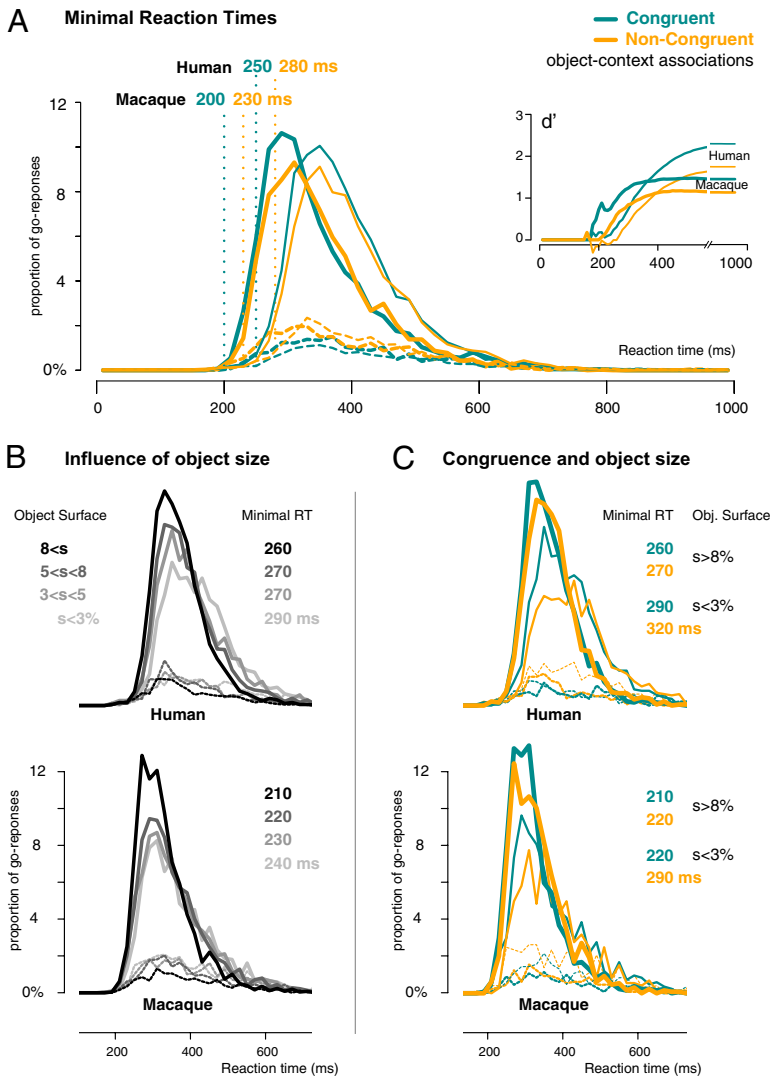 A Minimal Reaction Times
Congruent
Non-Congruent
object-context associations
Human 250 280 ms
Macaque 200 230 ms
12
8
4
0%
proportion of go-reponses
Reaction time (ms)
0 200 400 600 800 1000
d'
3
2
1
0
Human
Macaque
0 200 400 1000
B Influence of object size
Object Surface Minimal RT
8<s 260
5<s<8 270
3<s<5 270
s<3% 290 ms
Human
12
8
4
0%
proportion of go-reponses
210
220
230
240 ms
Macaque
200 400 600
Reaction time (ms)
C Congruence and object size
Minimal RT Obj. Surface
260
270
s>8%
290
320 ms
s<3%
Human
12
8
4
0%
proportion of go-reponses
210
220
s>8%
220
290 ms
s<3%
Macaque
200 400 600
Reaction time (ms)